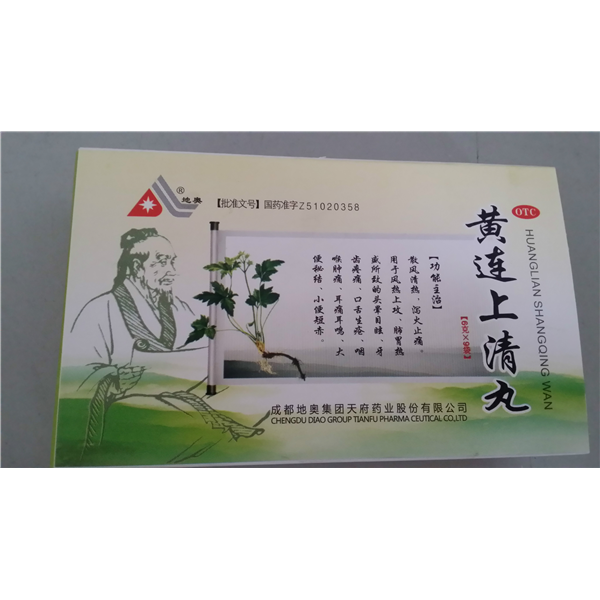 地奥
®
【批准文号】国药准字Z51020358
OTC
黄连上清丸
HUANGLIAN SHANGQING WAN
【6克×9袋】
【功能主治】
散风清热、泻火止痛。
用于风热上攻、肺胃热
盛所致的头晕目眩、牙
齿疼痛、口舌生疮、咽
喉肿痛、耳痛耳鸣、大
便秘结、小便短赤。
成都地奥集团天府药业股份有限公司
CHENGDU DIAO GROUP TIANFU PHARMA CEUTICAL CO.,LTD